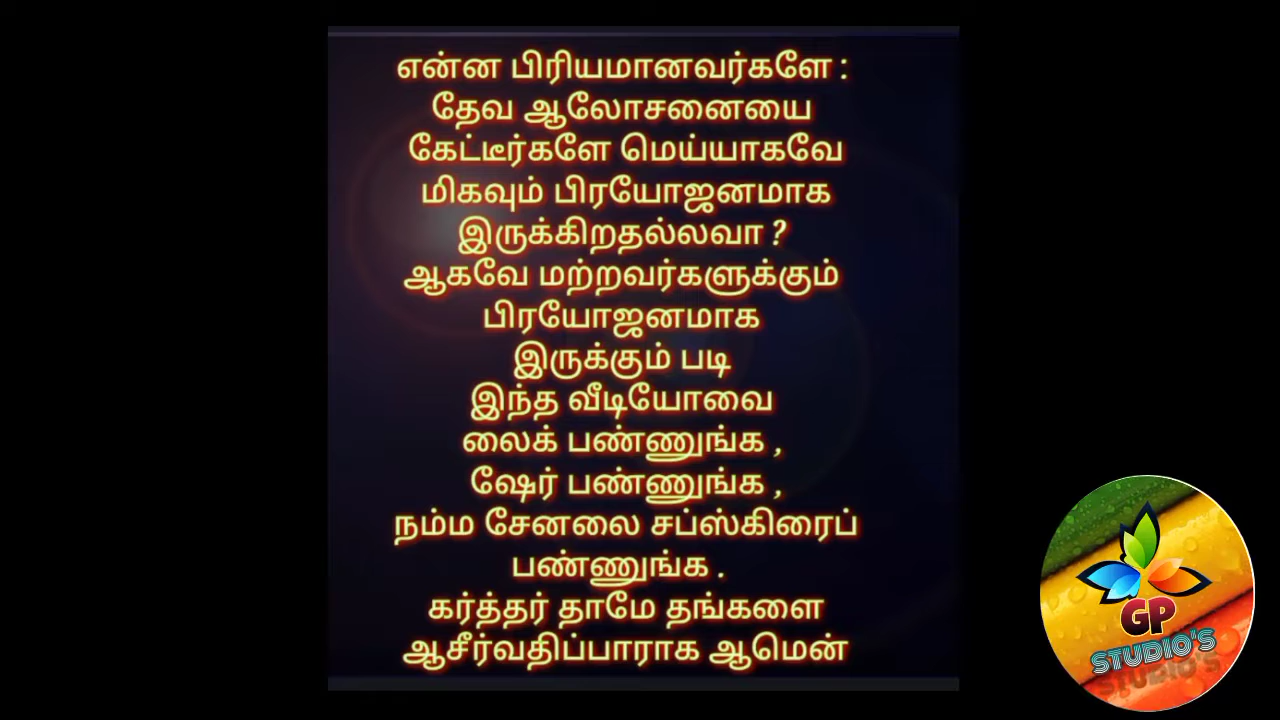 என்ன பிரியமானவர்களே :
தேவ ஆலோசனையை
கேட்டீர்களே மெய்யாகவே
மிகவும் பிரயோஜனமாக
இருக்கிறதல்லவா ?
ஆகவே மற்றவர்களுக்கும்
பிரயோஜனமாக
இருக்கும் படி
இந்த வீடியோவை
லைக் பண்ணுங்க ,
ஷேர் பண்ணுங்க ,
நம்ம சேனலை சப்ஸ்கிரைப்
பண்ணுங்க .
கர்த்தர் தாமே தங்களை
ஆசீர்வதிப்பாராக ஆமென்
GP
STUDIO'S